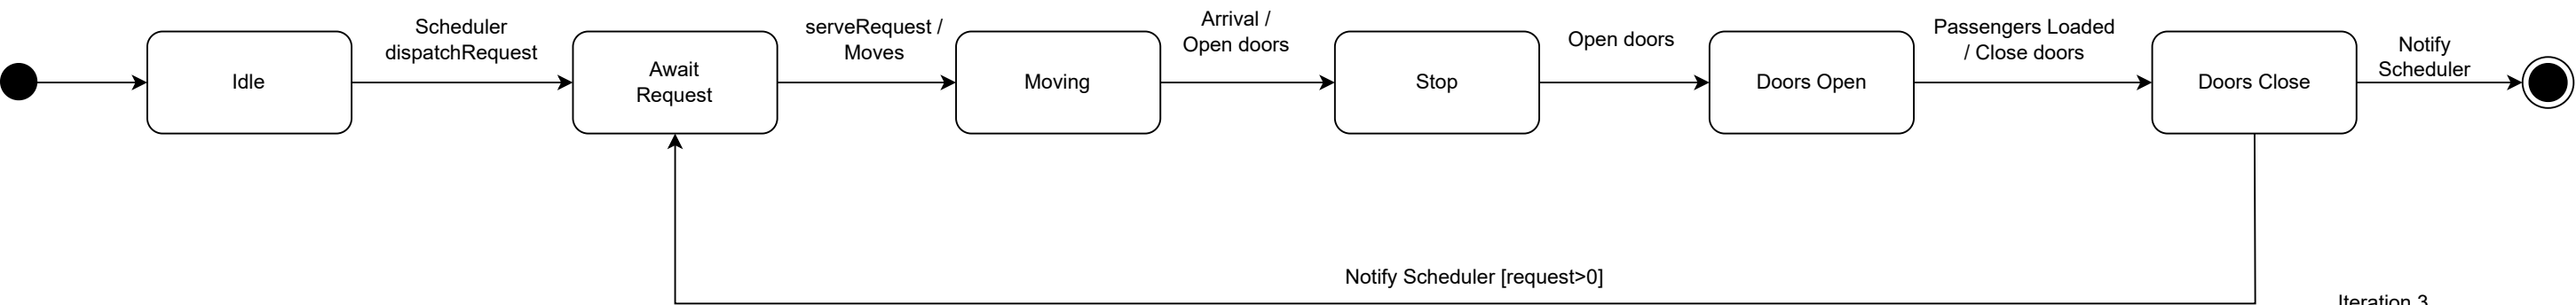 Scheduler
dispatchRequest
serveRequest /
Moves
Arrival /
Open doors
Open doors
Passengers Loaded
/ Close doors
Notify
Scheduler
Idle
Await
Request
Moving
Stop
Doors Open
Doors Close
Notify Scheduler [request>0]
Iteration 3